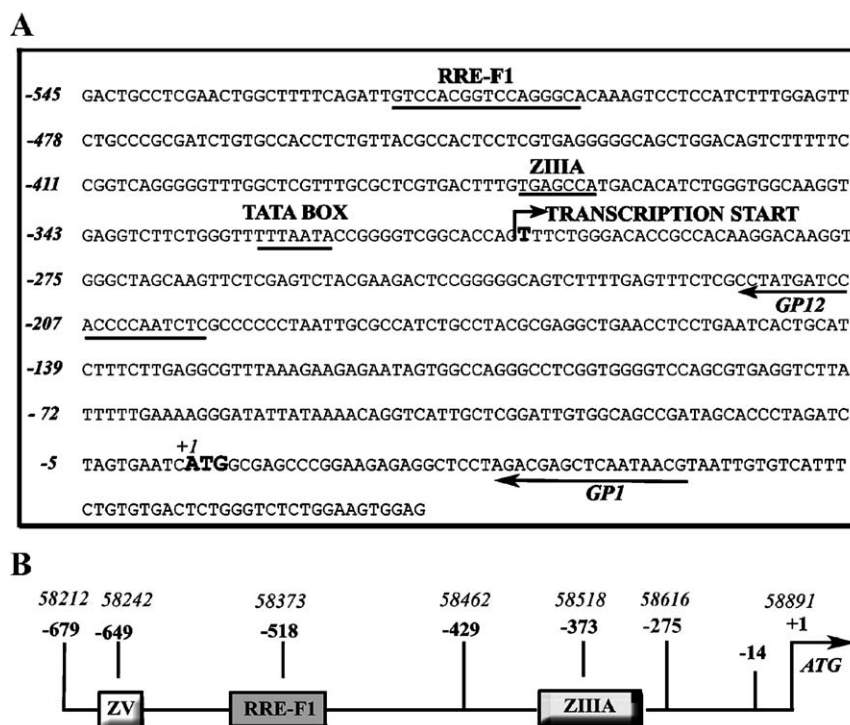 A
RRE-F1
-545 GACTGCCTCGAACTGGCTTTTCAGATTGTCCACGGTCCAGGGCACAAAGTCCTCCATCTTTGGAGTT
-478 CTGCCCGCGATCTGTGCCACCTCTGTTACGCCACTCCTCGTGAGGGGGCAGCTGGACAGTCTTTTTC
ZIIIA
-411 CGGTCAGGGGGTTTGGCTCGTTTGCGCTCGTGACTTTGTGAGCCATGACACATCTGGGTGGCAAGGT
TATA BOX TRANSCRIPTION START
-343 GAGGTCTTCTGGGTTTTTAATACCGGGGTCGGCACCAGTTTCTGGGACACCGCCACAAGGACAAGGT
-275 GGGCTAGCAAGTTCTCGAGTCTACGAAGACTCCGGGGGCAGTCTTTTGAGTTTCTCGCCTATGATCC
GP12
-207 ACCCCAATCTCGCCCCCCTAATTGCGCCATCTGCCTACGCGAGGCTGAACCTCCTGAATCACTGCAT
-139 CTTTCTTGAGGCGTTTAAAGAAGAGAATAGTGGCCAGGGCCTCGGTGGGGTCCAGCGTGAGGTCTTA
- 72 TTTTTGAAAAGGGATATTATAAAACAGGTCATTGCTCGGATTGTGGCAGCCGATAGCACCCTAGATC
+1
-5 TAGTGAATCATGGCGAGCCCGGAAGAGAGGCTCCTAGACGAGCTCAATAACGTAATTGTGTCATTT
GP1
CTGTGTGACTCTGGGTCTCTGGAAGTGGAG
B
58212 58242 58373 58462 58518 58616 58891
-679 -649 -518 -429 -373 -275 -14 +1
ATG
ZV RRE-F1 ZIIIA